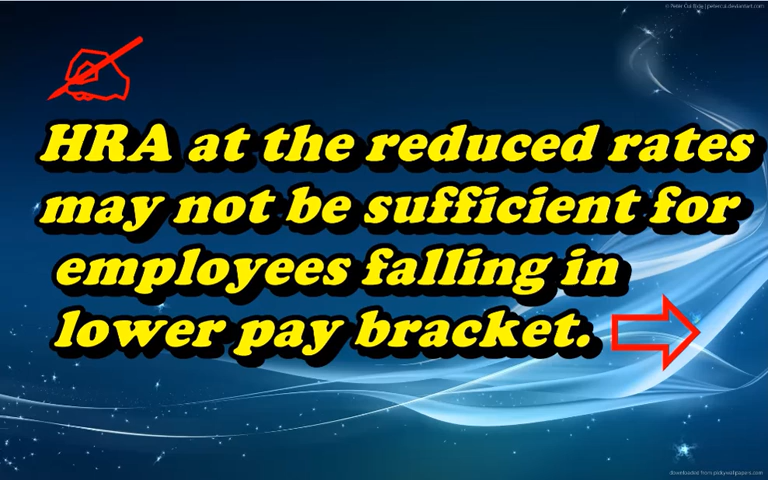 HRA at the reduced rates
may not be sufficient for
employees falling in
lower pay bracket.